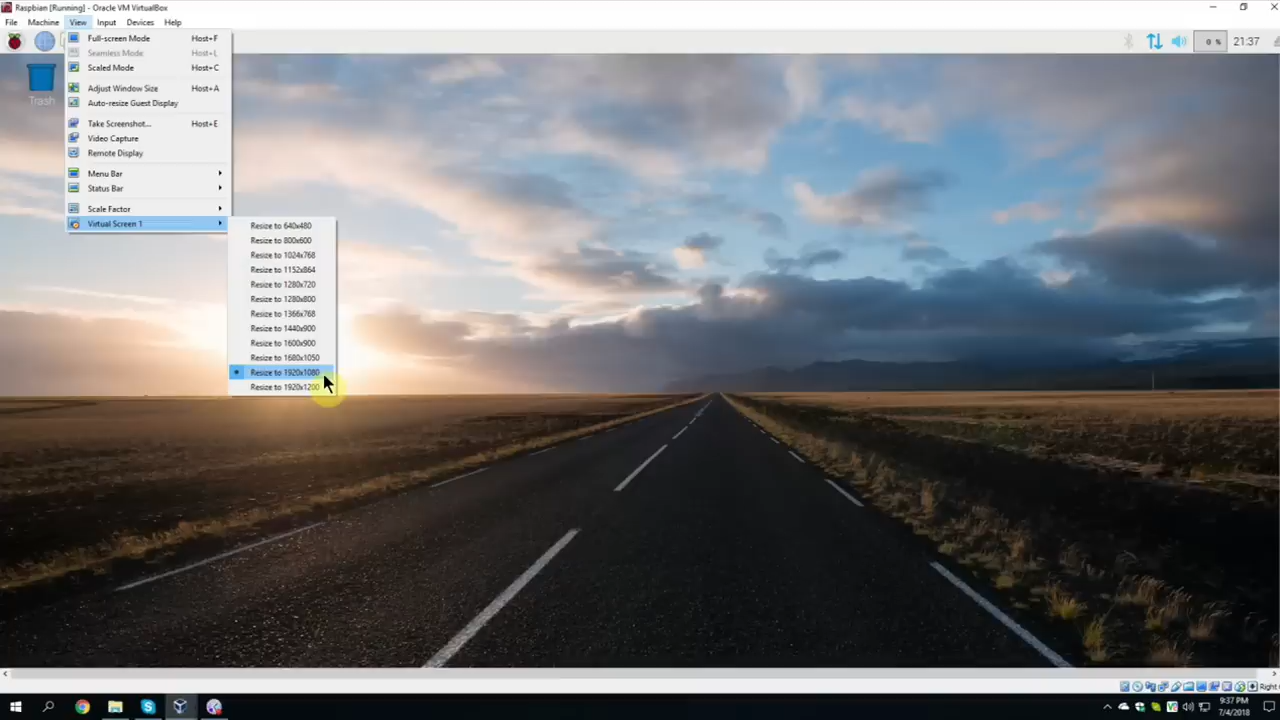 Raspbian [Running] - Oracle VM VirtualBox
File Machine View Input Devices Help
Full-screen Mode Host+F
Seamless Mode Host+L
Scaled Mode Host+C
Adjust Window Size Host+A
Auto-resize Guest Display
Take Screenshot... Host+E
Video Capture
Remote Display
Menu Bar
Status Bar
Scale Factor
Virtual Screen 1
Resize to 640x480
Resize to 800x600
Resize to 1024x768
Resize to 1152x864
Resize to 1280x720
Resize to 1280x800
Resize to 1366x768
Resize to 1440x900
Resize to 1600x900
Resize to 1680x1050
Resize to 1920x1080
Resize to 1920x1200
Trash
0 % 21:37
Right
9:37 PM
7/4/2018